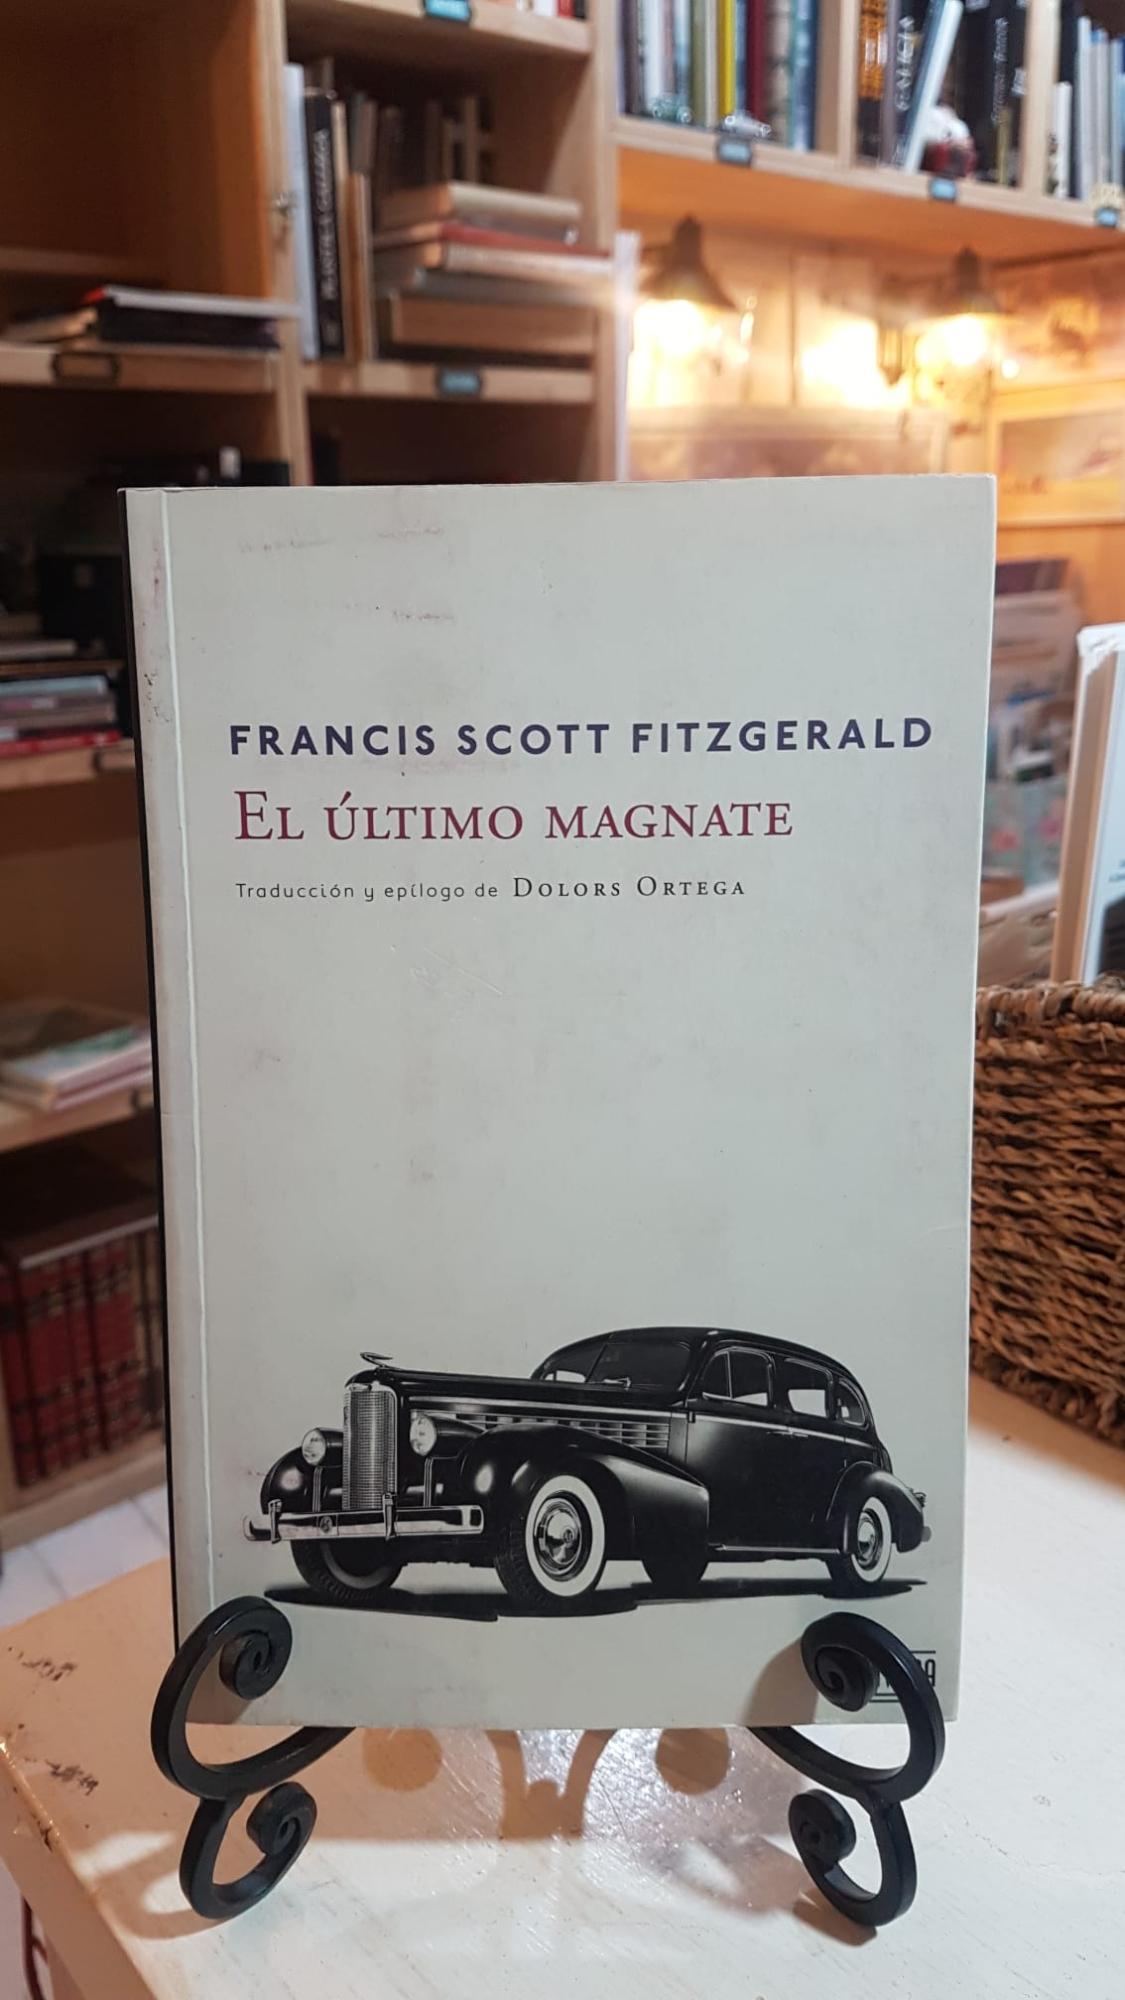 FRANCIS SCOTT FITZGERALD
EL ÚLTIMO MAGNATE
Traducción y epílogo de DOLORS ORTEGA